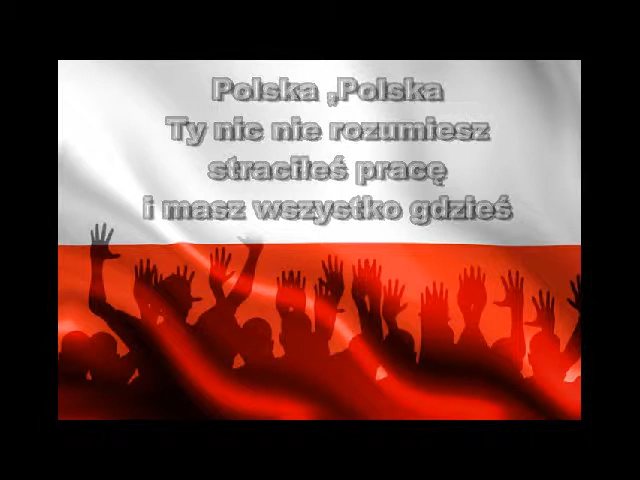 Polska ,Polska
Ty nic nie rozumiesz
straciłeś pracę
i masz wszystko gdzieś